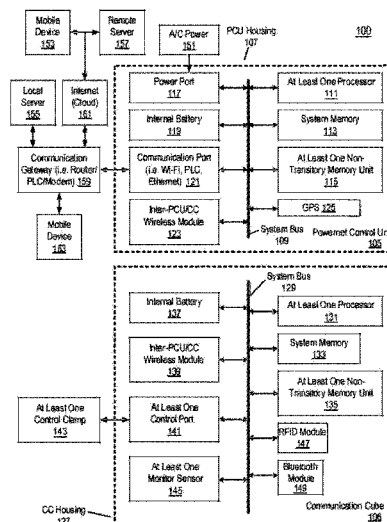 Mobile
Device
153
Remote
Server
157
A/C Power
151
PCU Housing
107
100
Local
Server
155
Internet
(Cloud)
161
Power Port
117
At Least One Processor
111
Internal Battery
119
System Memory
113
Communication
Gateway (i.e. Router/
PLC/Modem) 159
Communication Port
(i.e. Wi-Fi, PLC,
Ethernet) 121
At Least One Non-
Transitory Memory Unit
115
Inter-PCU/CC
Wireless Module
123
GPS 125
Mobile
Device
163
System Bus
109
Powernet Control Unit
105
System Bus
129
Internal Battery
137
At Least One Processor
131
Inter-PCU/CC
Wireless Module
139
System Memory
133
At Least One
Control Clamp
143
At Least One
Control Port
141
At Least One Non-
Transitory Memory Unit
135
RFID Module
147
At Least One
Monitor Sensor
145
Bluetooth
Module
149
CC Housing
127
Communication Cube
106